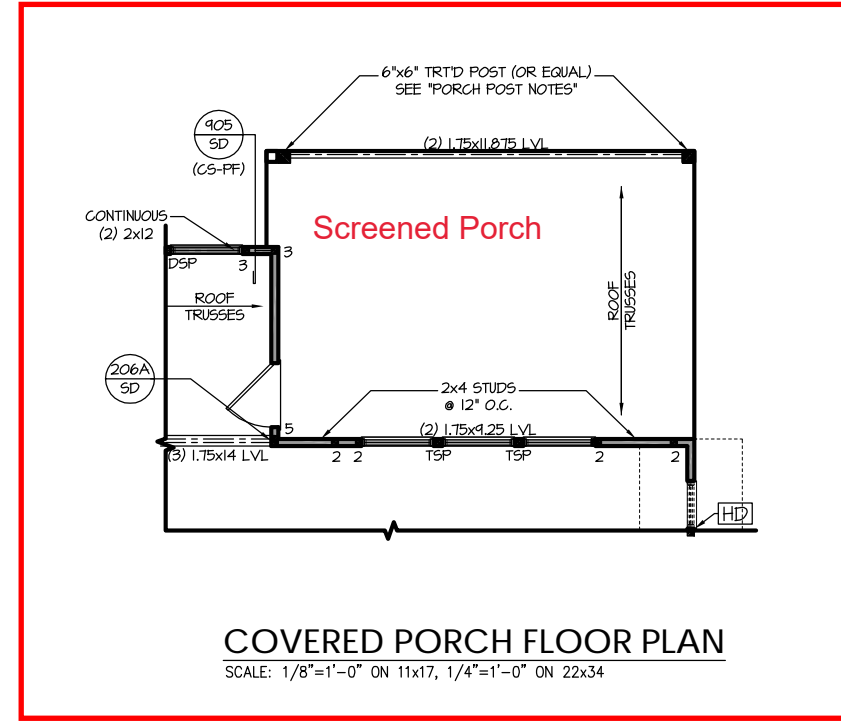 6"x6" TRT'D POST (OR EQUAL)
SEE "PORCH POST NOTES"
905
SD
(CS-PF)
(2) 1.75x11.875 LVL
CONTINUOUS
(2) 2x12
Screened Porch
3
DSP
3
ROOF
TRUSSES
ROOF
TRUSSES
206A
SD
2x4 STUDS
@ 12" O.C.
5
(2) 1.75x9.25 LVL
(3) 1.75x14 LVL
2
2
TSP
TSP
2
2
HD
COVERED PORCH FLOOR PLAN
SCALE: 1/8"=1'-0" ON 11x17, 1/4"=1'-0" ON 22x34